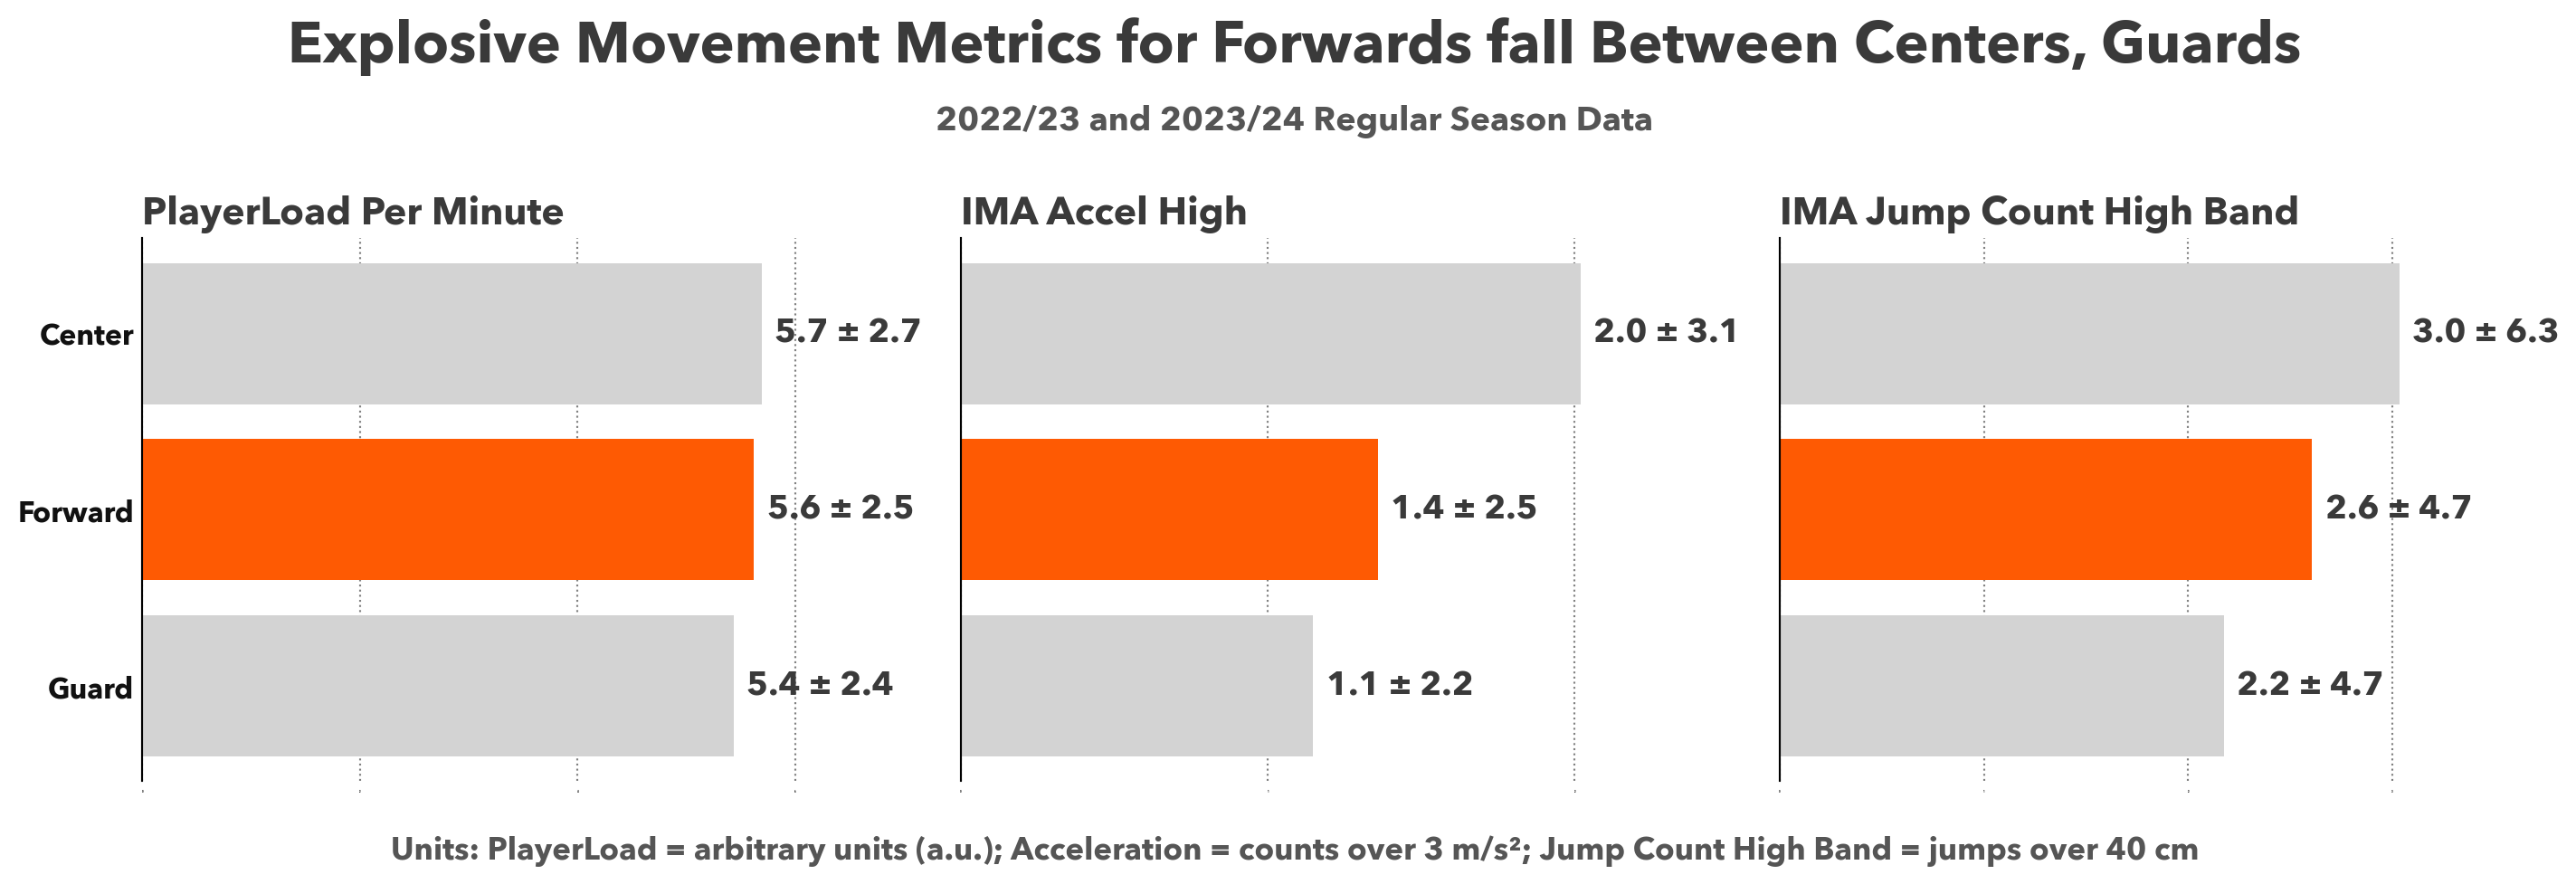 Explosive Movement Metrics for Forwards fall Between Centers, Guards
2022/23 and 2023/24 Regular Season Data
PlayerLoad Per Minute
IMA Accel High
IMA Jump Count High Band
Center
5.7 ± 2.7
2.0 ± 3.1
3.0 ± 6.3
Forward
5.6 ± 2.5
1.4 ± 2.5
2.6 ± 4.7
Guard
5.4 ± 2.4
1.1 ± 2.2
2.2 ± 4.7
Units: PlayerLoad = arbitrary units (a.u.); Acceleration = counts over 3 m/s²; Jump Count High Band = jumps over 40 cm